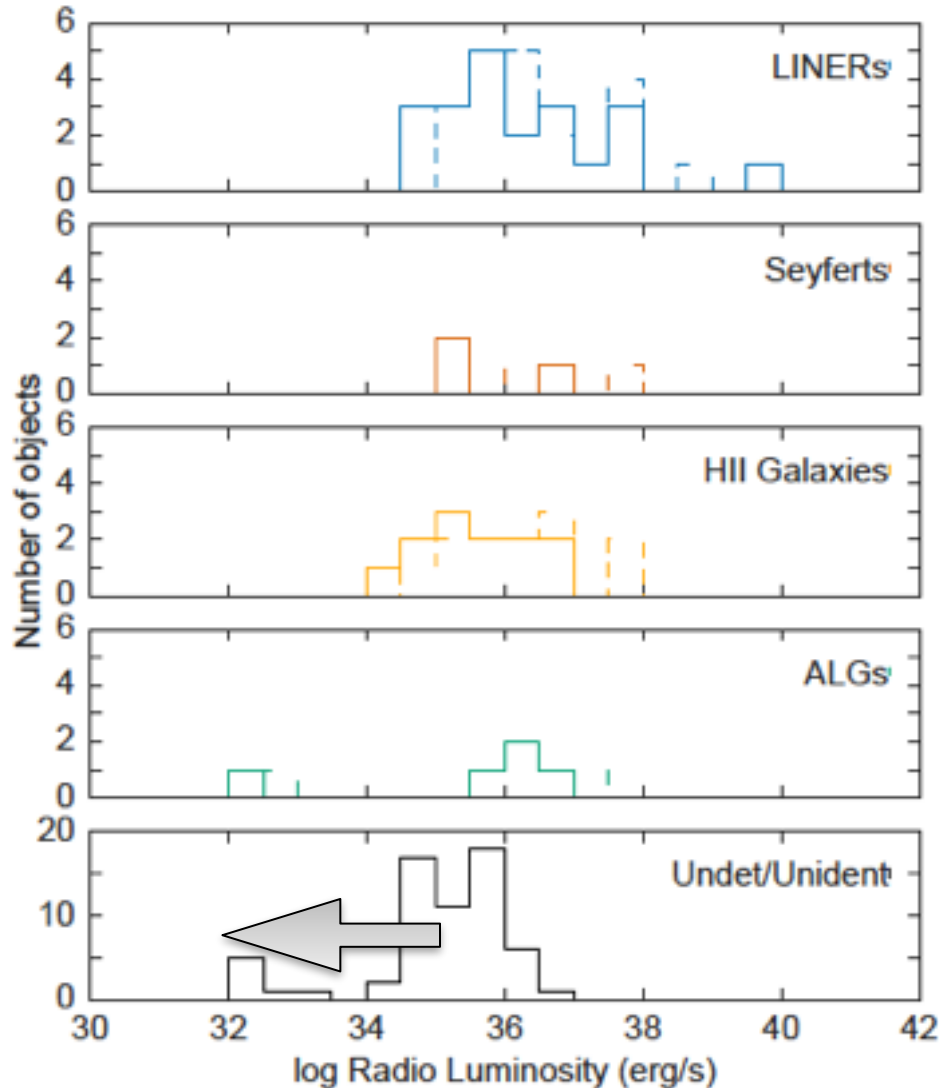 6
4
2
0
LINERs
6
4
2
0
Seyferts
6
4
2
0
HII Galaxies
6
4
2
0
ALGs
20
10
0
Undet/Unident
30 32 34 36 38 40 42
log Radio Luminosity (erg/s)
Number of objects